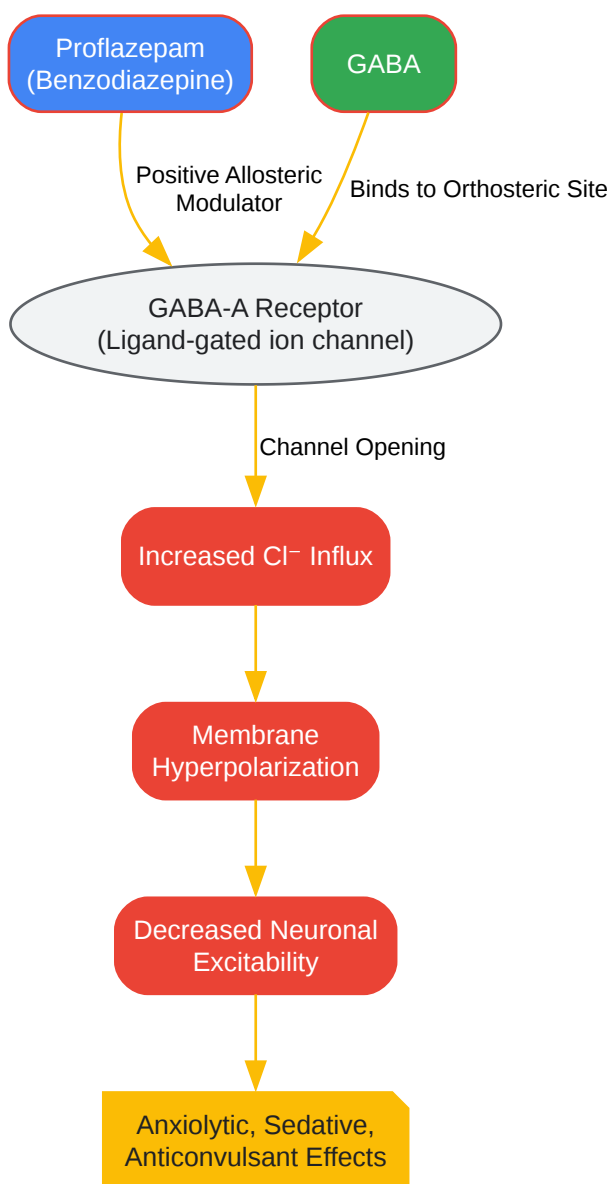 Proflazepam
(Benzodiazepine)
GABA
Positive Allosteric
Modulator
Binds to Orthosteric Site
GABA-A Receptor
(Ligand-gated ion channel)
Channel Opening
Increased Cl⁻ Influx
Membrane
Hyperpolarization
Decreased Neuronal
Excitability
Anxiolytic, Sedative,
Anticonvulsant Effects